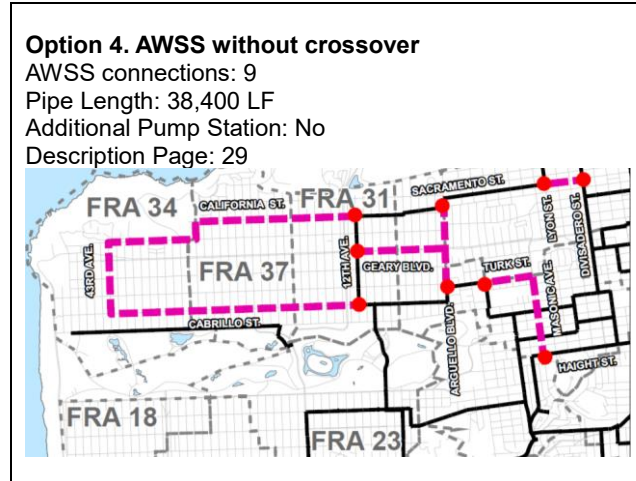 Option 4. AWSS without crossover
AWSS connections: 9
Pipe Length: 38,400 LF
Additional Pump Station: No
Description Page: 29
FRA 34
CALIFORNIA ST.
FRA 31
SACRAMENTO ST.
LYON ST.
DIVISADERO ST.
43RD AVE.
FRA 37
12TH AVE.
GEARY BLVD.
TURK ST.
MASONIC AVE.
CABRILLO ST.
ARGUELLO BLVD.
HAIGHT ST.
FRA 18
FRA 23